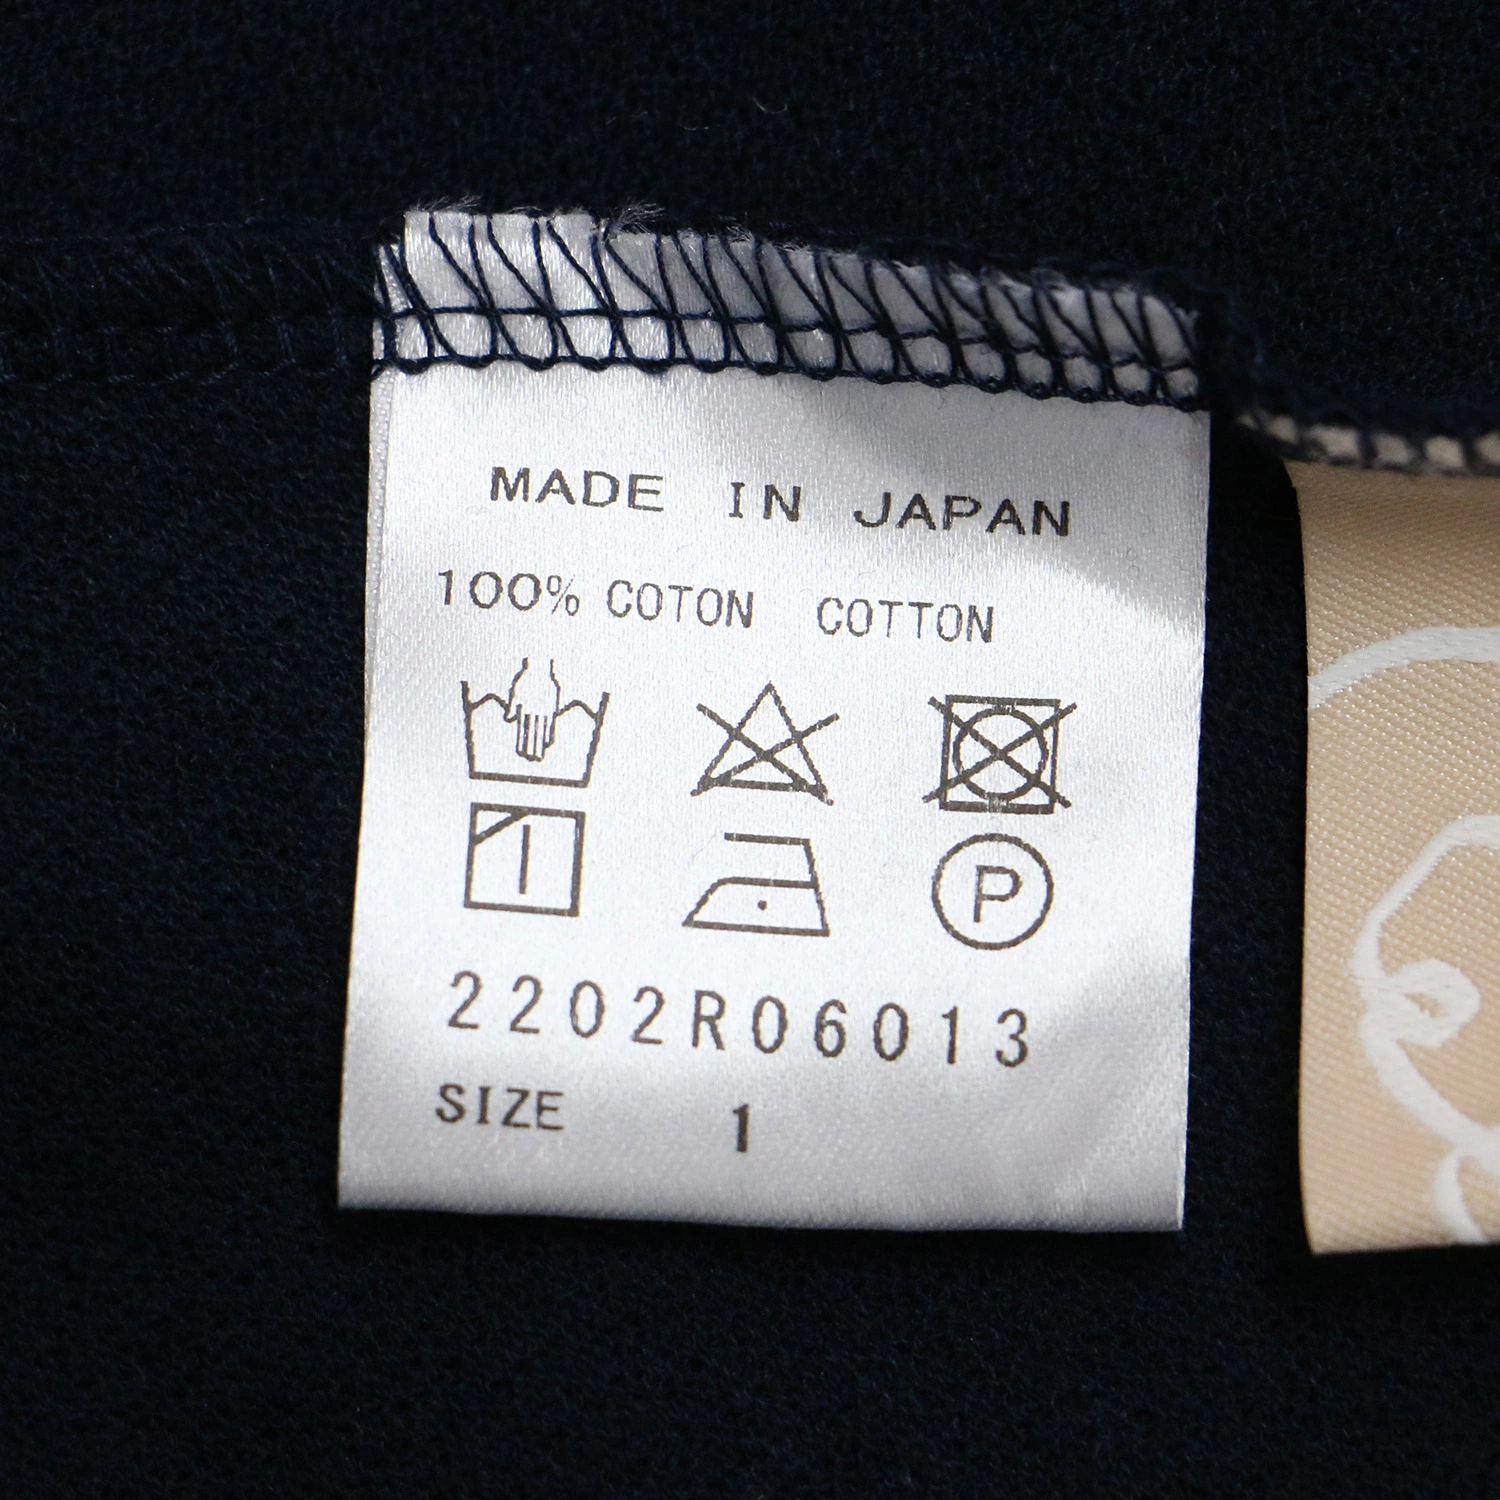 MADE IN JAPAN
100% COTON COTTON
P
2202R06013
SIZE 1